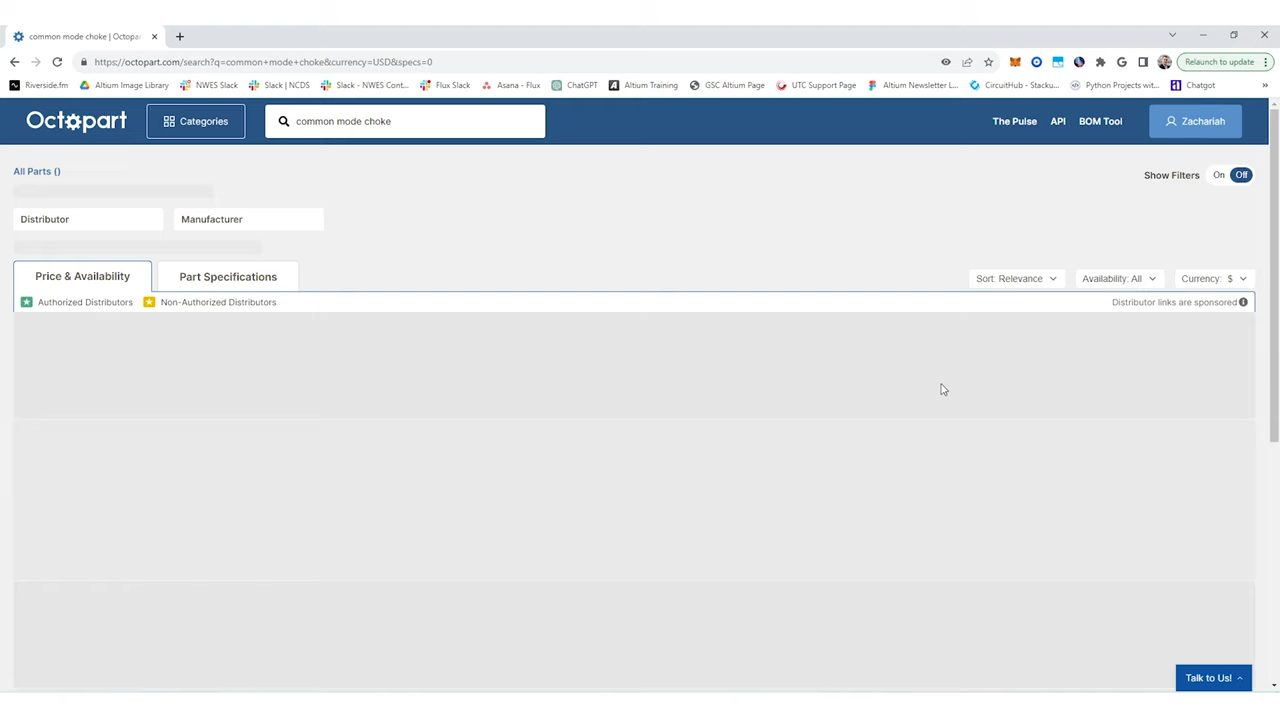 common mode choke | Octopar
https://octopart.com/search?q=common+mode+choke&currency=USD&specs=0
Relaunch to update
Riverside.fm
Altium Image Library
NWES Slack
Slack | NCDS
Slack - NWES Cont...
Flux Slack
Asana - Flux
ChatGPT
Altium Training
GSC Altium Page
UTC Support Page
Altium Newsletter L...
CircuitHub - Stacku...
Python Projects wit...
Chatgot
Octopart
Categories
common mode choke
The Pulse
API
BOM Tool
Zachariah
All Parts ()
Show Filters
On
Off
Distributor
Manufacturer
Price & Availability
Part Specifications
Sort: Relevance
Availability: All
Currency: $
Authorized Distributors
Non-Authorized Distributors
Distributor links are sponsored
Talk to Us!